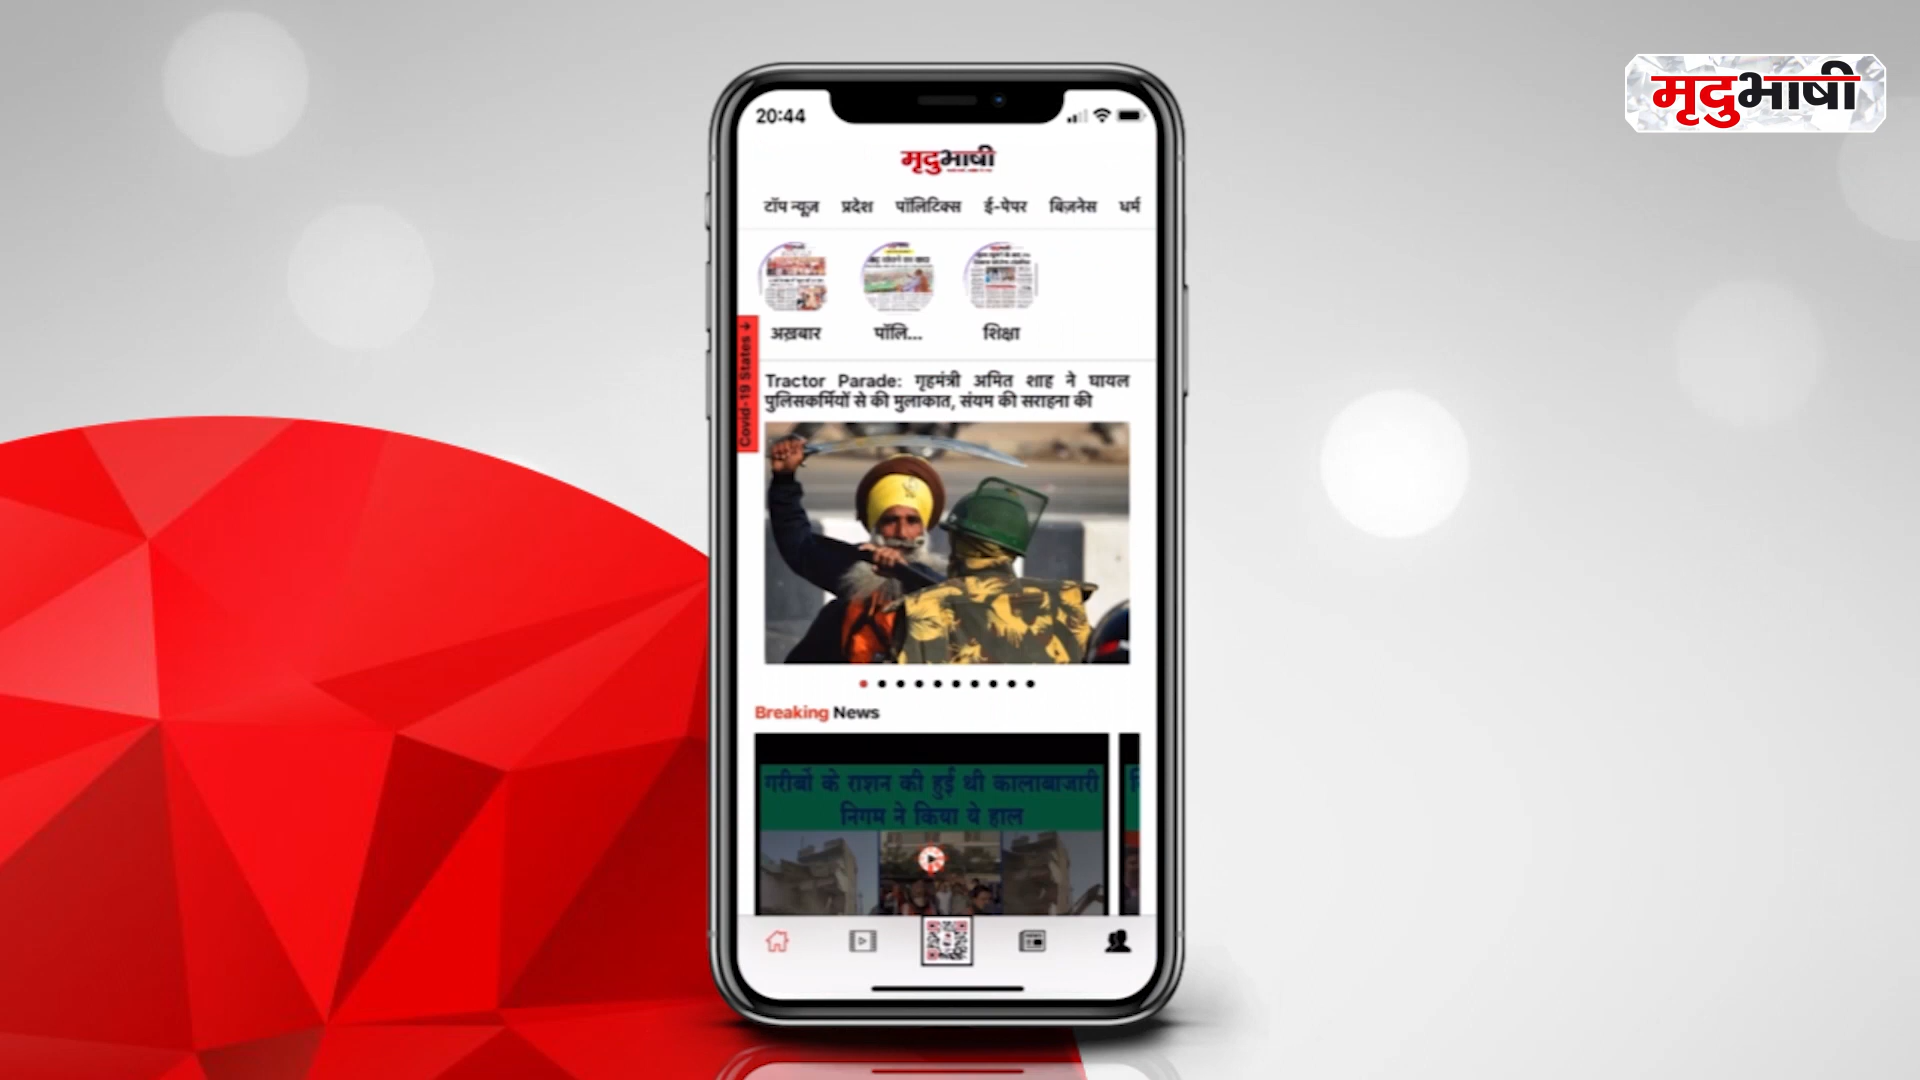 मृदुभाषी
20:44
मृदुभाषी
टॉप न्यूज़ प्रदेश पॉलिटिक्स ई-पेपर बिज़नेस धर्म
अख़बार पॉलि... शिक्षा
Covid-19 States ↓
Tractor Parade: गृहमंत्री अमित शाह ने घायल
पुलिसकर्मियों से की मुलाकात, संयम की सराहना की
Breaking News
गरीबों के राशन की हुई थी कालाबाजारी
निगम ने किया ये हाल